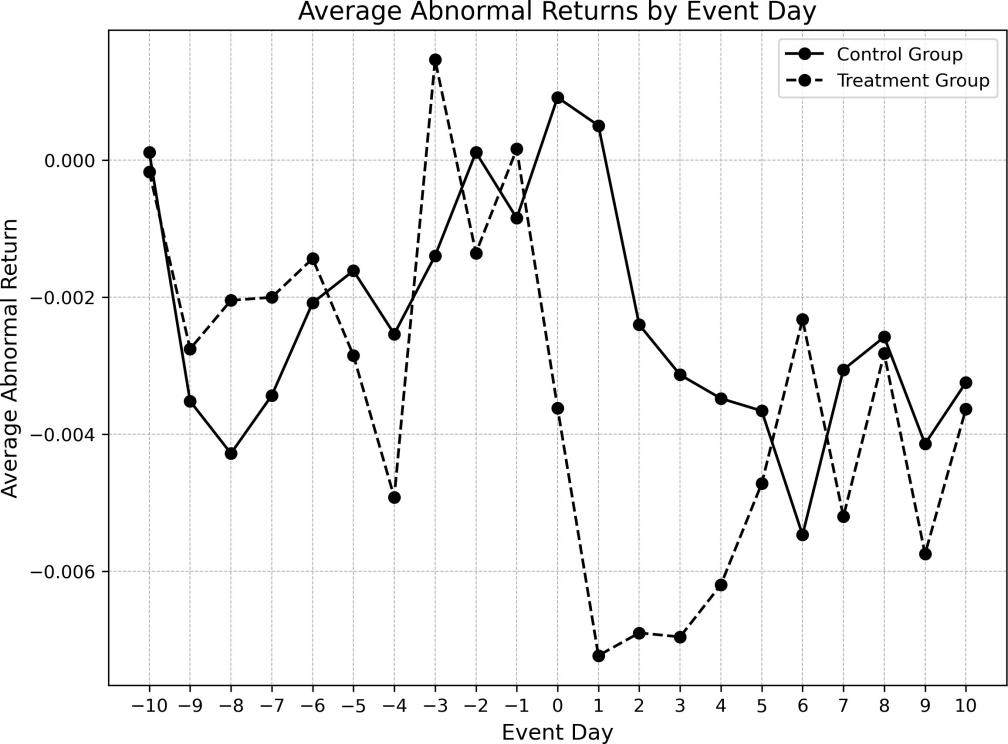 Average Abnormal Returns by Event Day
Control Group
Treatment Group
Average Abnormal Return
0.000
−0.002
−0.004
−0.006
−10 −9 −8 −7 −6 −5 −4 −3 −2 −1 0 1 2 3 4 5 6 7 8 9 10
Event Day